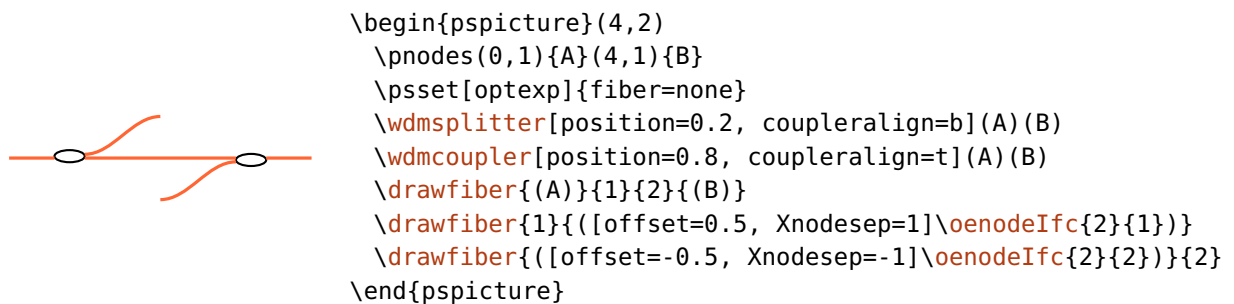 \begin{pspicture}(4,2)
\pnodes(0,1){A}(4,1){B}
\psset[optexp]{fiber=none}
\wdmsplitter[position=0.2, coupleralign=b](A)(B)
\wdmcoupler[position=0.8, coupleralign=t](A)(B)
\drawfiber{(A)}{1}{2}{(B)}
\drawfiber{1}{([offset=0.5, Xnodesep=1]\oenodeIfc{2}{1})}
\drawfiber{([offset=-0.5, Xnodesep=-1]\oenodeIfc{2}{2})}{2}
\end{pspicture}